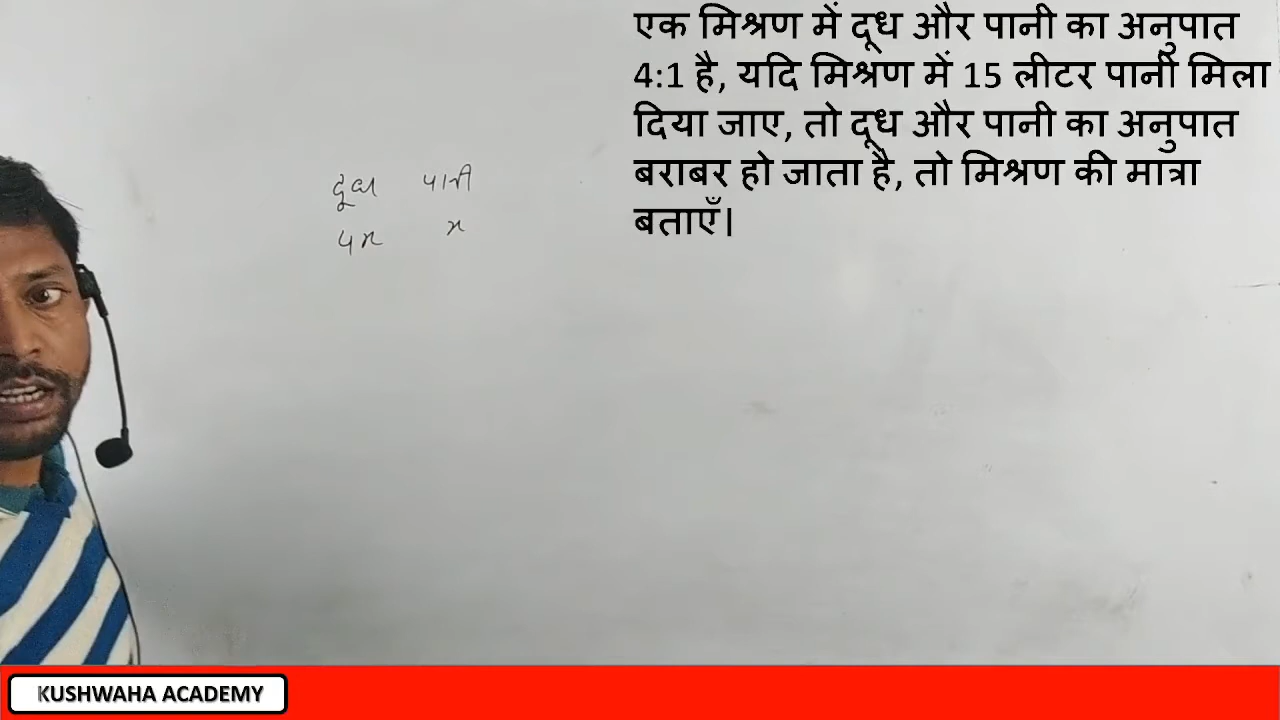 एक मिश्रण में दूध और पानी का अनुपात
4:1 है, यदि मिश्रण में 15 लीटर पानी मिला
दिया जाए, तो दूध और पानी का अनुपात
बराबर हो जाता है, तो मिश्रण की मात्रा
बताएँ।
दूध पानी
4x x
KUSHWAHA ACADEMY